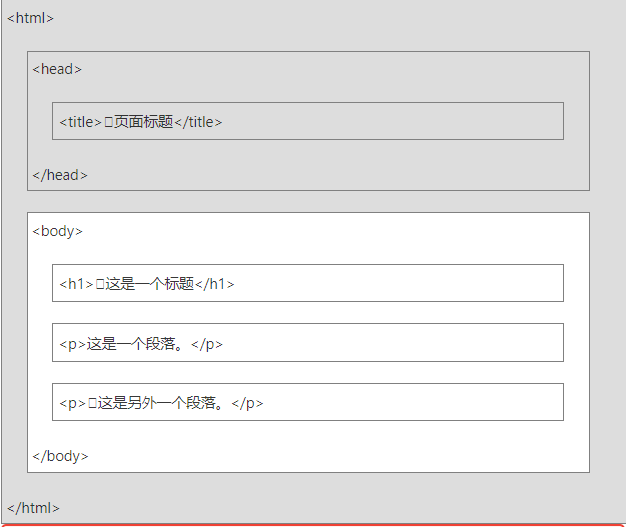 <html>
<head>
<title>页面标题</title>
</head>
<body>
<h1>这是一个标题</h1>
<p>这是一个段落。</p>
<p>这是另外一个段落。</p>
</body>
</html>